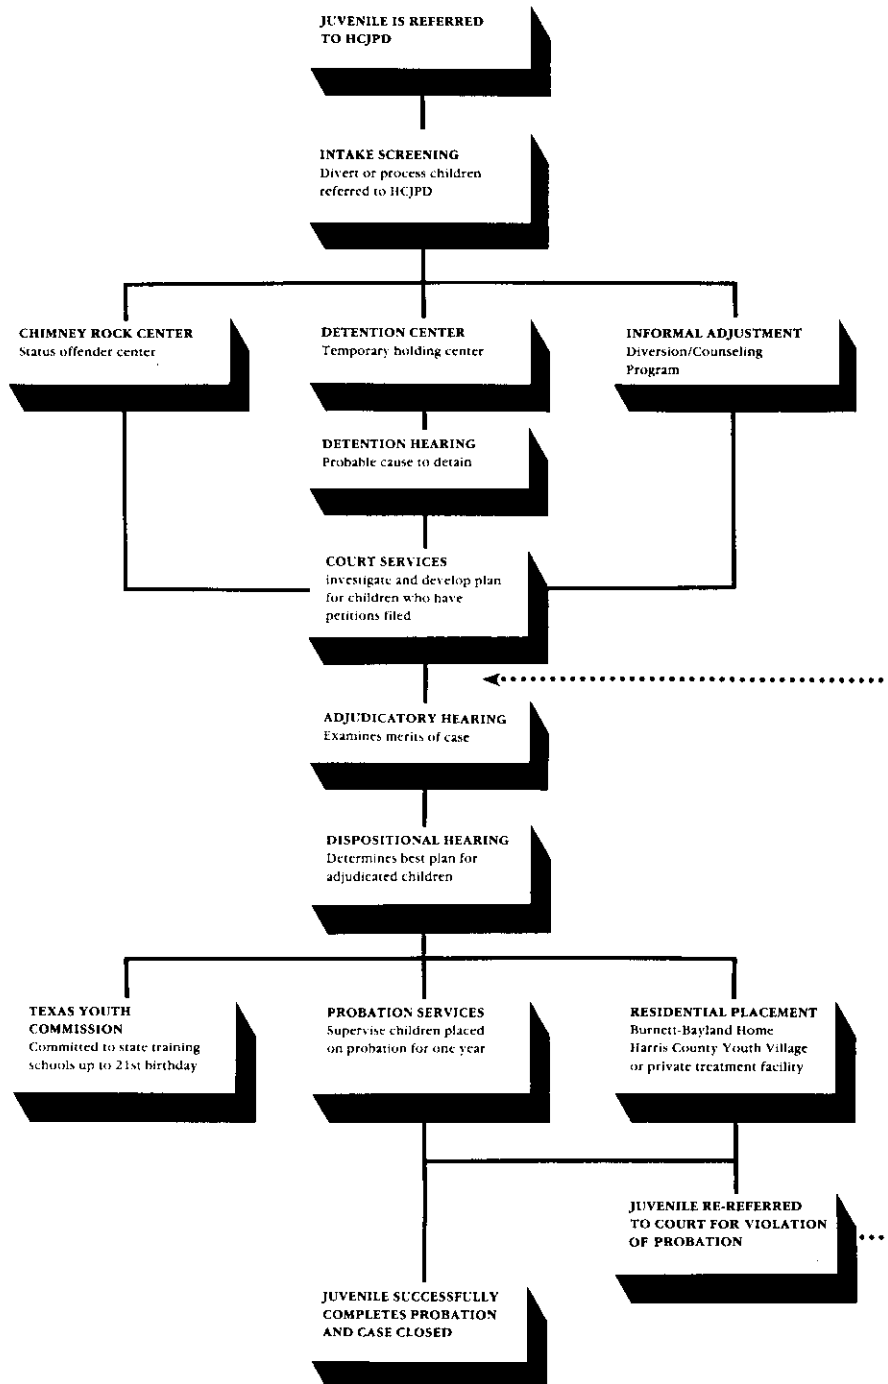 JUVENILE IS REFERRED
TO HCJPD
INTAKE SCREENING
Divert or process children
referred to HCJPD
CHIMNEY ROCK CENTER
Status offender center
DETENTION CENTER
Temporary holding center
INFORMAL ADJUSTMENT
Diversion/Counseling
Program
DETENTION HEARING
Probable cause to detain
COURT SERVICES
investigate and develop plan
for children who have
petitions filed
ADJUDICATORY HEARING
Examines merits of case
DISPOSITIONAL HEARING
Determines best plan for
adjudicated children
TEXAS YOUTH
COMMISSION
Committed to state training
schools up to 21st birthday
PROBATION SERVICES
Supervise children placed
on probation for one year
RESIDENTIAL PLACEMENT
Burnett-Bayland Home
Harris County Youth Village
or private treatment facility
JUVENILE RE-REFERRED
TO COURT FOR VIOLATION
OF PROBATION
JUVENILE SUCCESSFULLY
COMPLETES PROBATION
AND CASE CLOSED